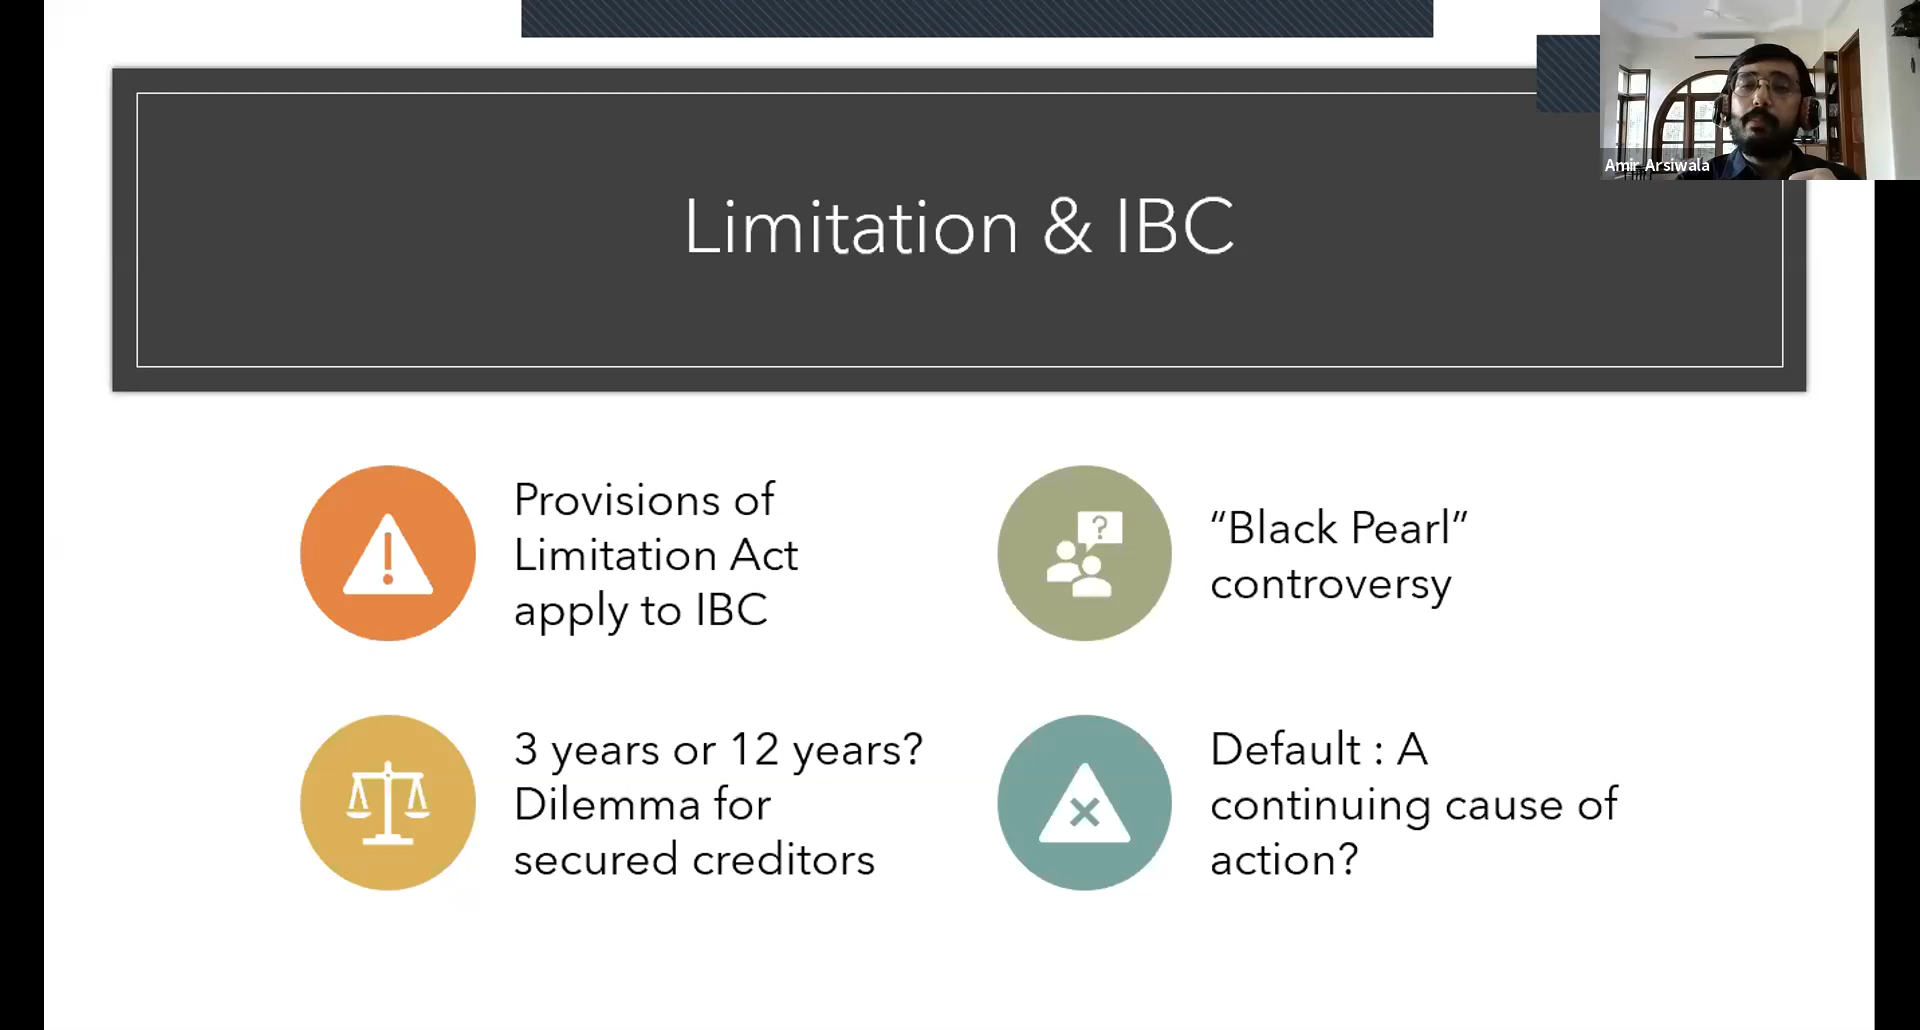 Amir Arsiwala
Limitation & IBC
Provisions of
Limitation Act
apply to IBC
“Black Pearl”
controversy
3 years or 12 years?
Dilemma for
secured creditors
Default : A
continuing cause of
action?